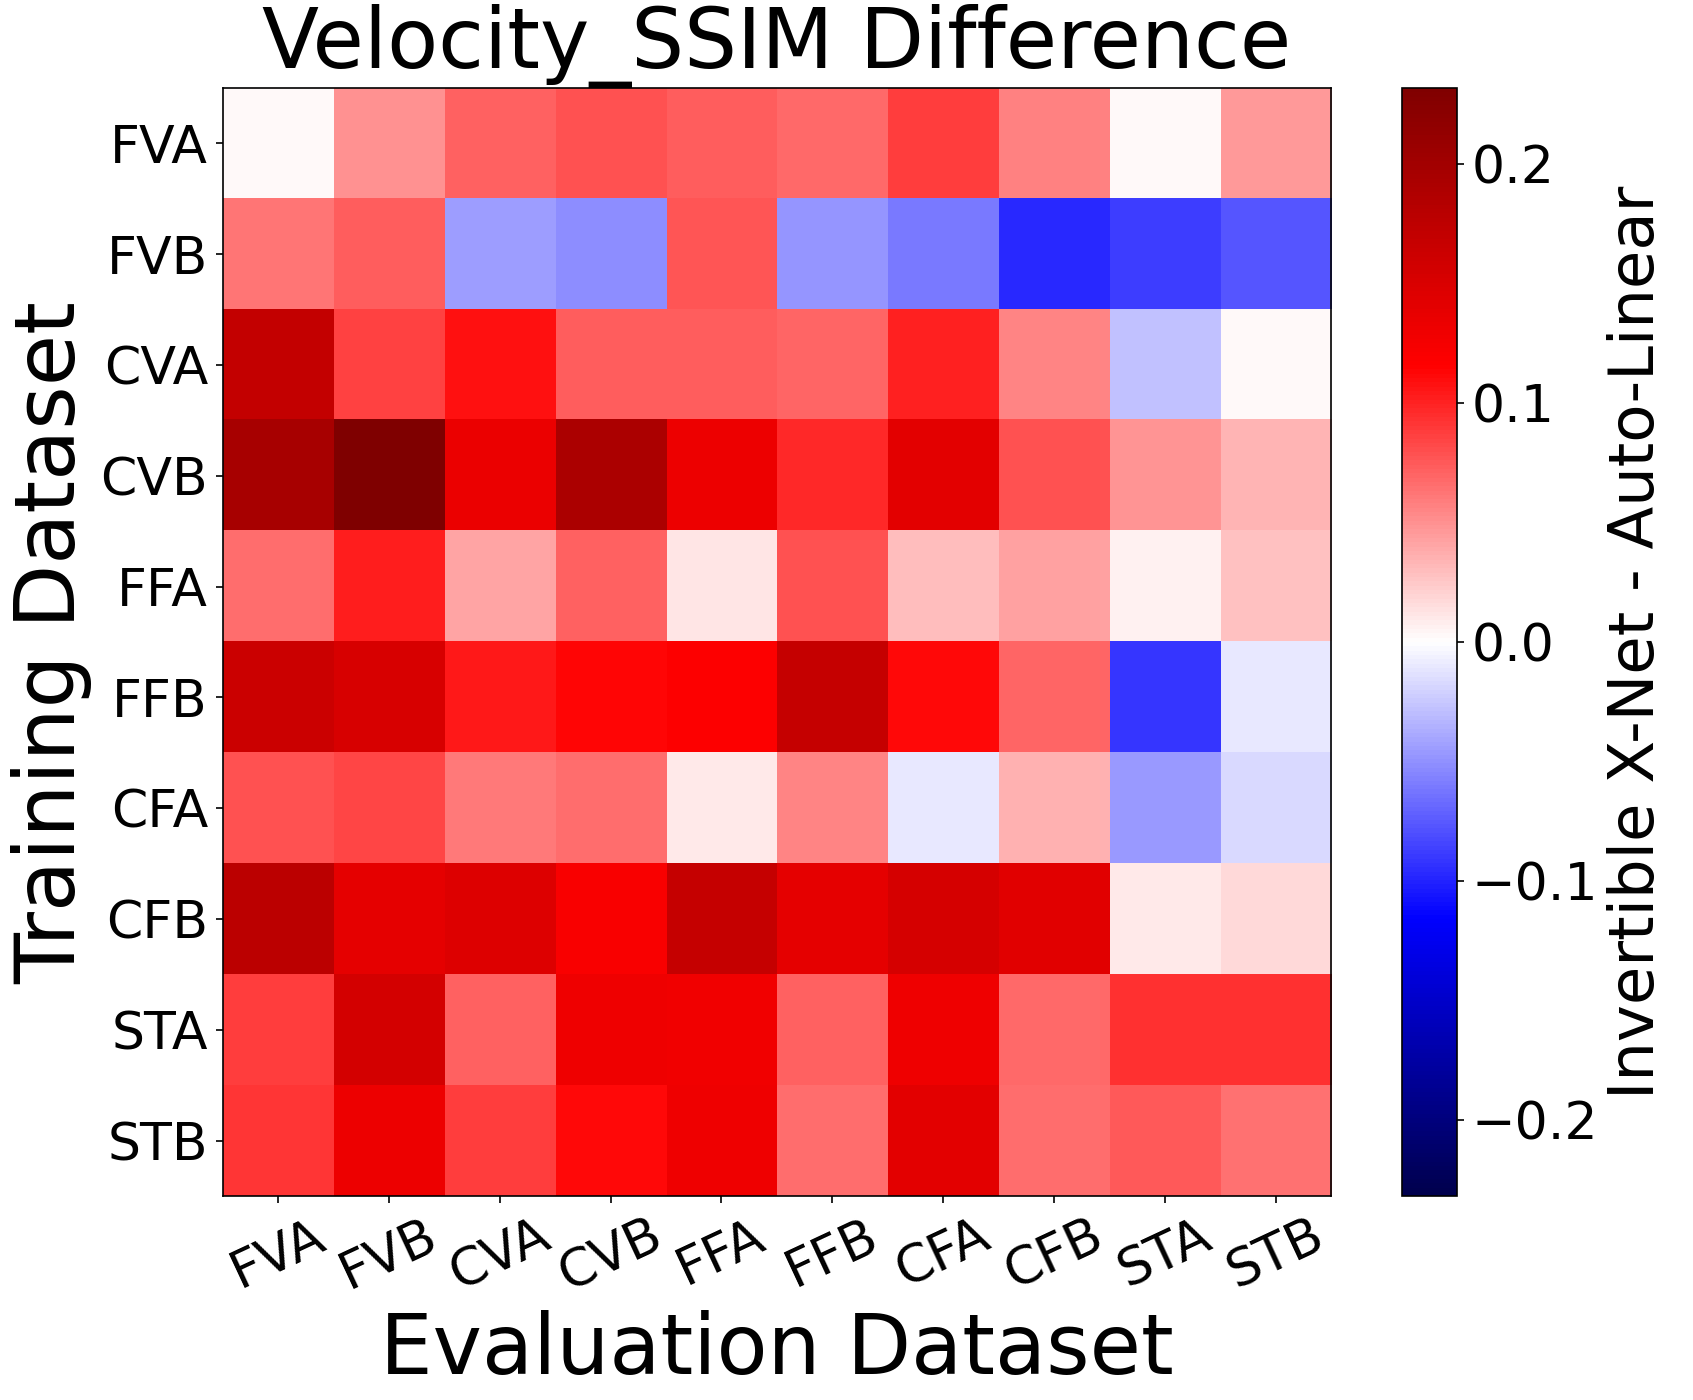 Velocity_SSIM Difference
Training Dataset
FVA
FVB
CVA
CVB
FFA
FFB
CFA
CFB
STA
STB
FVA FVB CVA CVB FFA FFB CFA CFB STA STB
Evaluation Dataset
0.2
0.1
0.0
−0.1
−0.2
Invertible X-Net - Auto-Linear